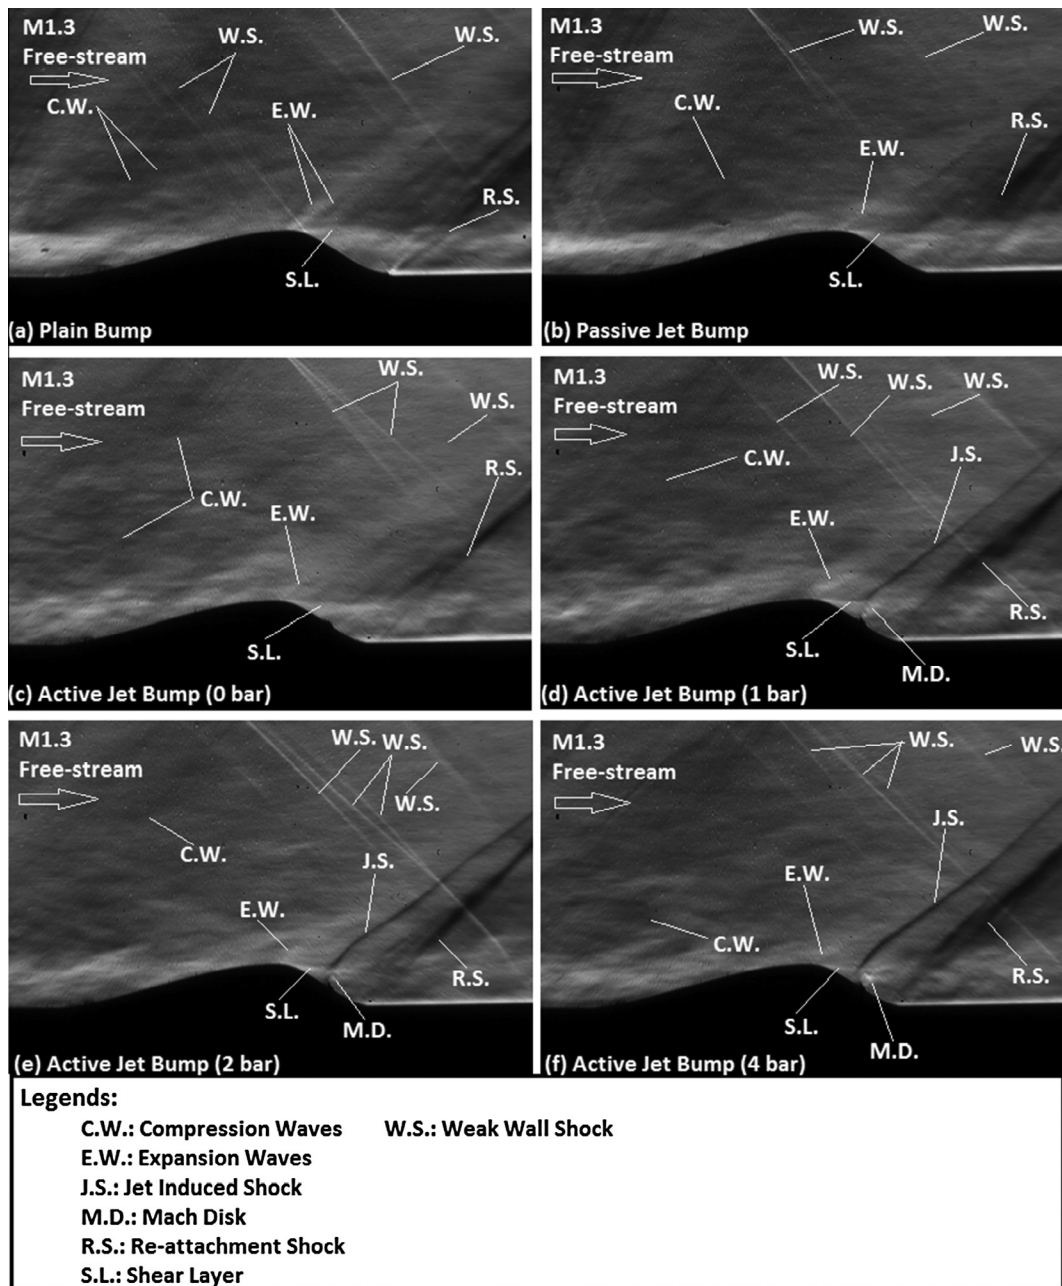 M1.3
Free-stream
W.S.
W.S.
C.W.
E.W.
R.S.
S.L.
(a) Plain Bump
M1.3
Free-stream
W.S.
W.S.
C.W.
R.S.
E.W.
S.L.
(b) Passive Jet Bump
M1.3
Free-stream
W.S.
W.S.
R.S.
C.W.
E.W.
S.L.
(c) Active Jet Bump (0 bar)
M1.3
Free-stream
W.S.
W.S.
W.S.
J.S.
C.W.
E.W.
R.S.
S.L.
M.D.
(d) Active Jet Bump (1 bar)
M1.3
Free-stream
W.S.
W.S.
W.S.
C.W.
J.S.
E.W.
R.S.
S.L.
M.D.
(e) Active Jet Bump (2 bar)
M1.3
Free-stream
W.S.
W.S.
J.S.
E.W.
C.W.
R.S.
S.L.
M.D.
(f) Active Jet Bump (4 bar)
Legends:
C.W.: Compression Waves W.S.: Weak Wall Shock
E.W.: Expansion Waves
J.S.: Jet Induced Shock
M.D.: Mach Disk
R.S.: Re-attachment Shock
S.L.: Shear Layer